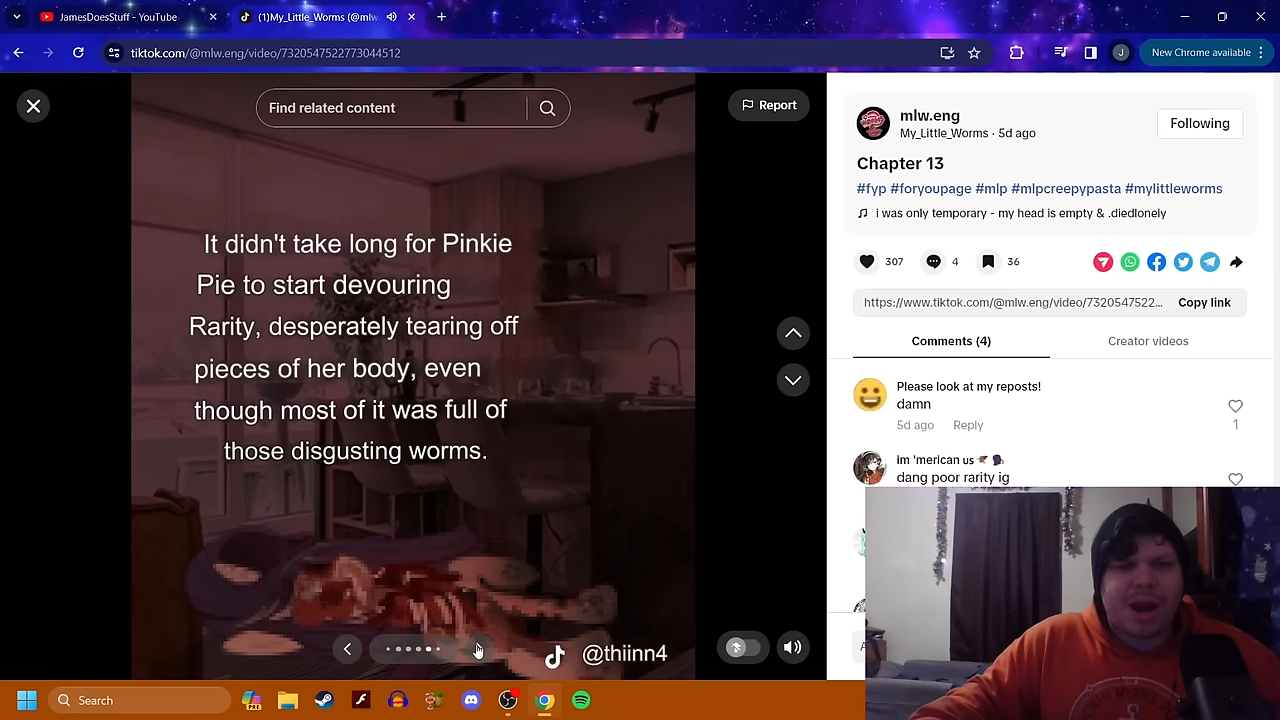 JamesDoesStuff - YouTube
(1)My_Little_Worms (@mlw
tiktok.com/@mlw.eng/video/7320547522773044512
J
New Chrome available
Find related content
Report
It didn't take long for Pinkie
Pie to start devouring
Rarity, desperately tearing off
pieces of her body, even
though most of it was full of
those disgusting worms.
@thiinn4
mlw.eng
My_Little_Worms · 5d ago
Following
Chapter 13
#fyp #foryoupage #mlp #mlpcreepypasta #mylittleworms
i was only temporary - my head is empty & .diedlonely
307
4
36
https://www.tiktok.com/@mlw.eng/video/732054752...
Copy link
Comments (4)
Creator videos
Please look at my reposts!
damn
5d ago
Reply
1
im 'merican us
dang poor rarity ig
Search